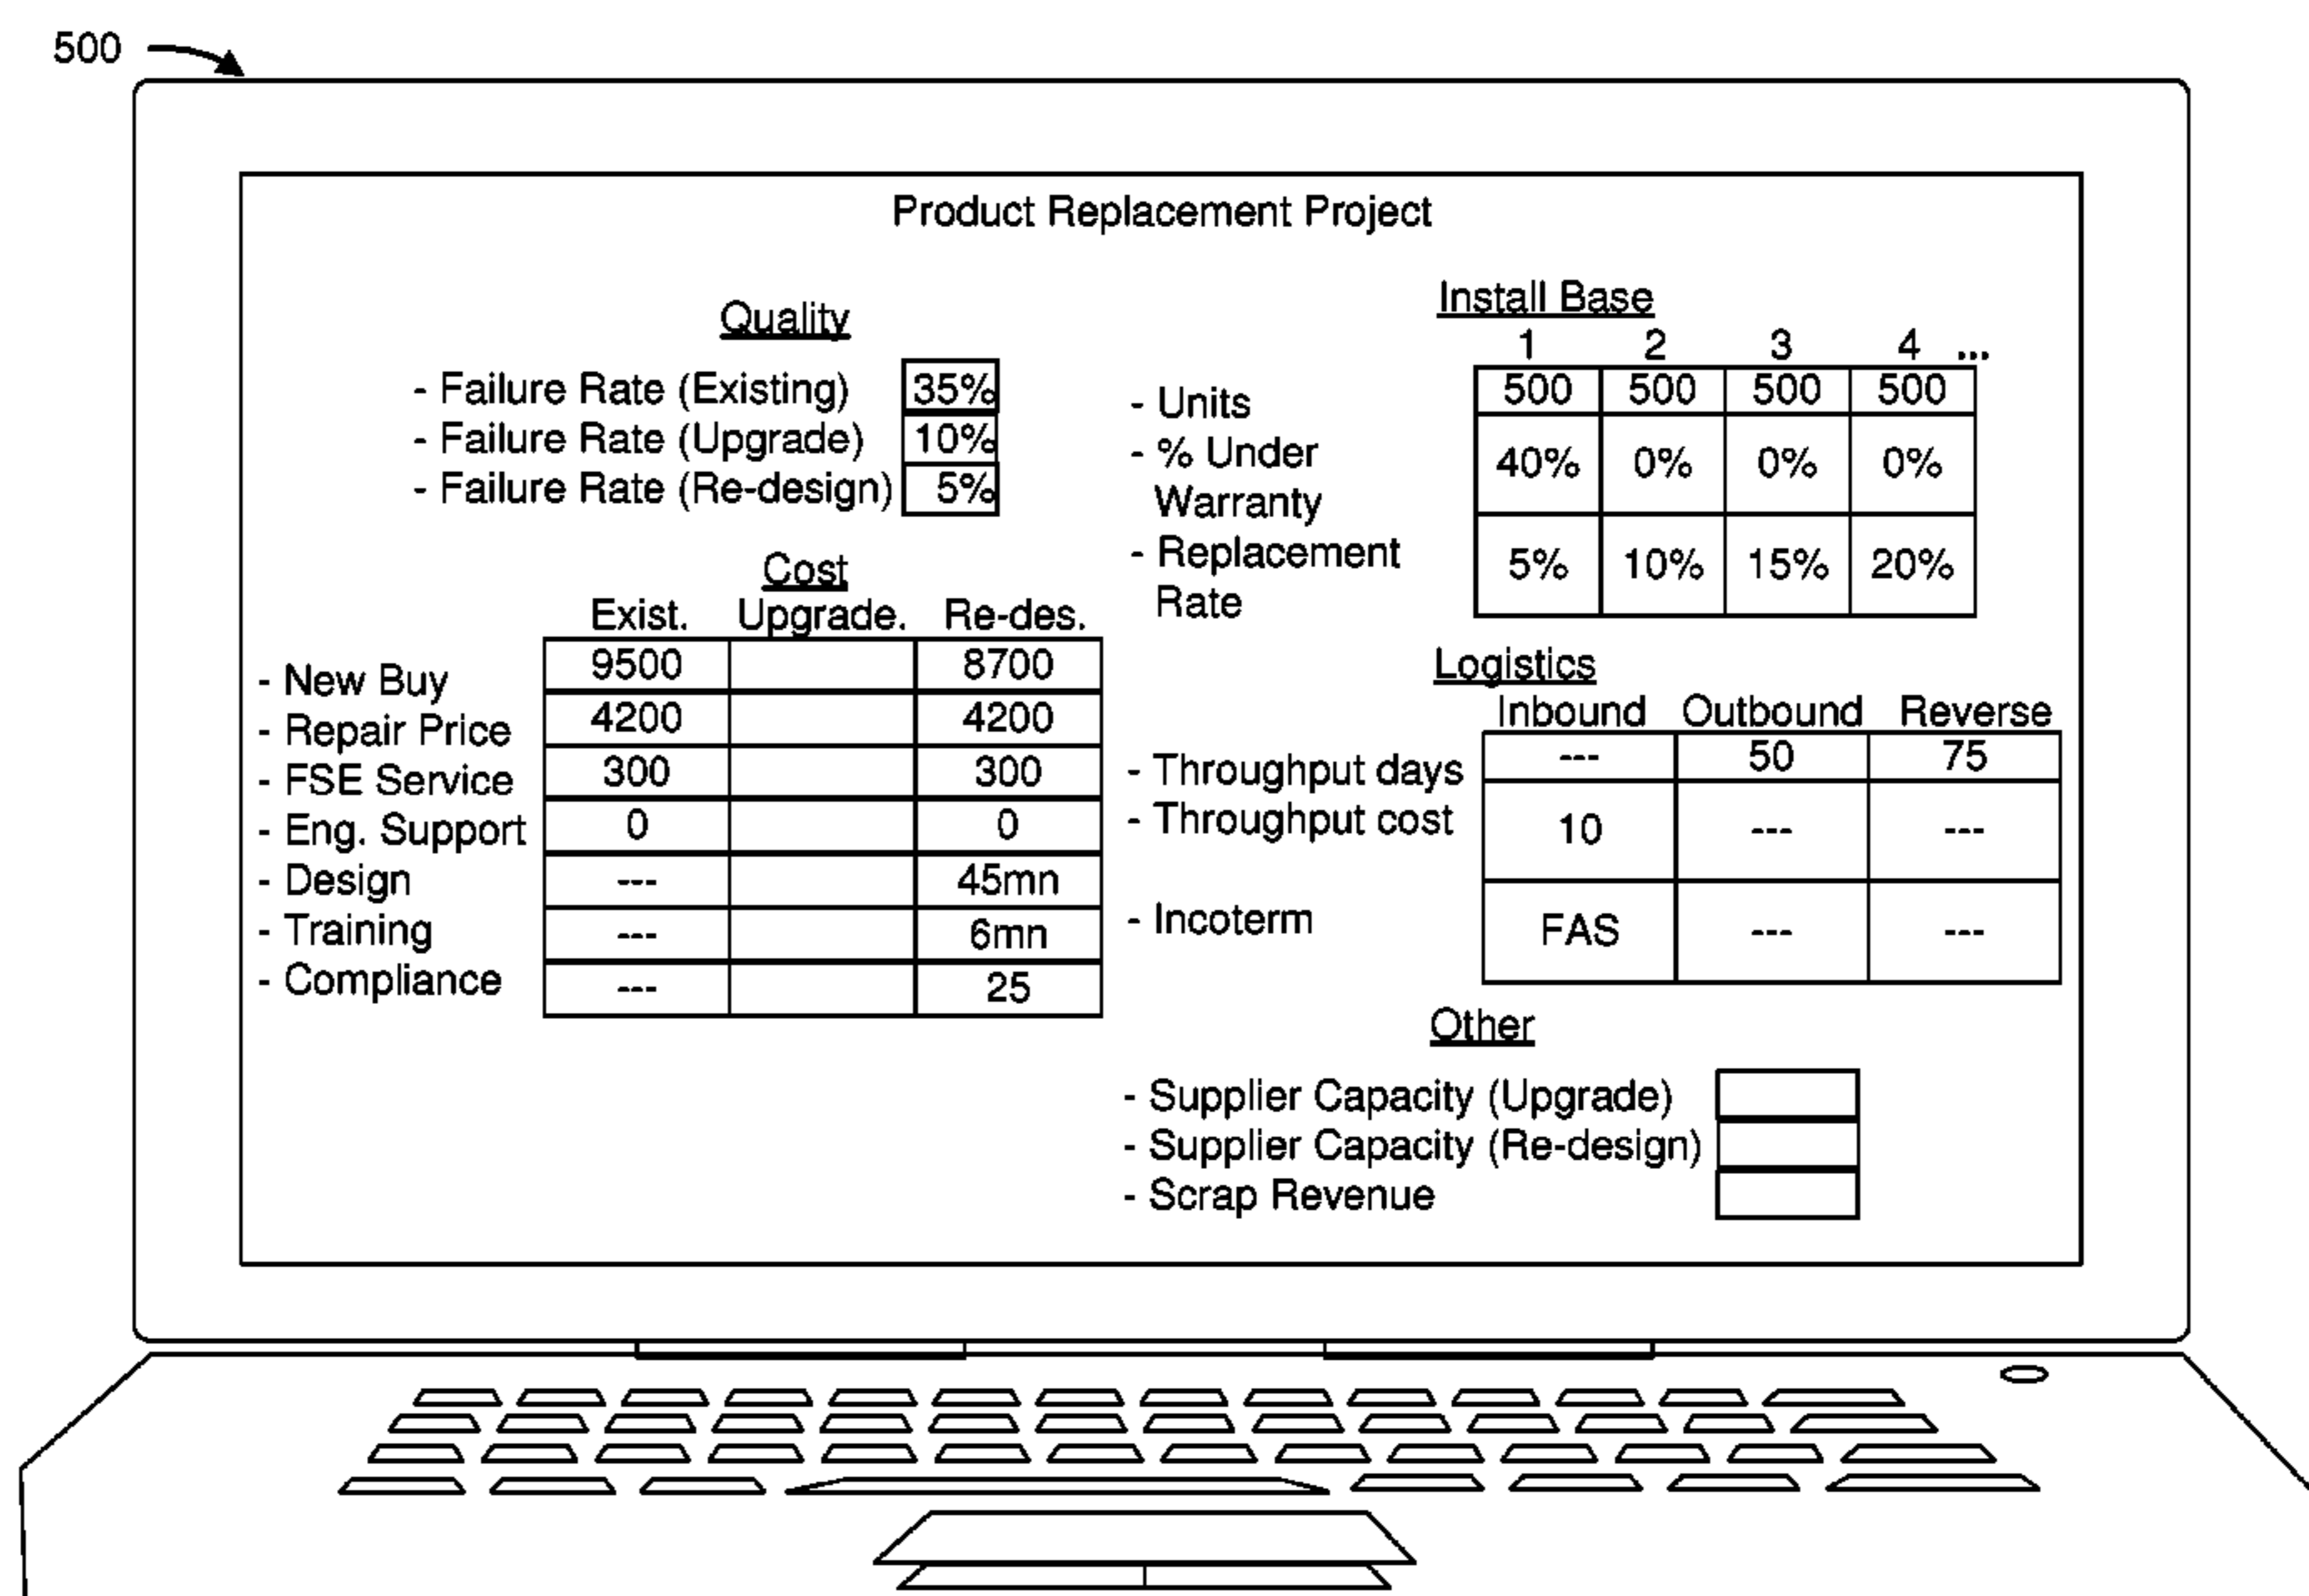 500
Product Replacement Project
Quality
- Failure Rate (Existing) 35%
- Failure Rate (Upgrade) 10%
- Failure Rate (Re-design) 5%
Cost
Exist. Upgrade. Re-des.
- New Buy 9500 8700
- Repair Price 4200 4200
- FSE Service 300 300
- Eng. Support 0 0
- Design --- 45mn
- Training --- 6mn
- Compliance --- 25
Install Base
1 2 3 4 ...
- Units 500 500 500 500
- % Under
Warranty 40% 0% 0% 0%
- Replacement
Rate 5% 10% 15% 20%
Logistics
Inbound Outbound Reverse
- Throughput days --- 50 75
- Throughput cost 10 --- ---
- Incoterm FAS --- ---
Other
- Supplier Capacity (Upgrade)
- Supplier Capacity (Re-design)
- Scrap Revenue